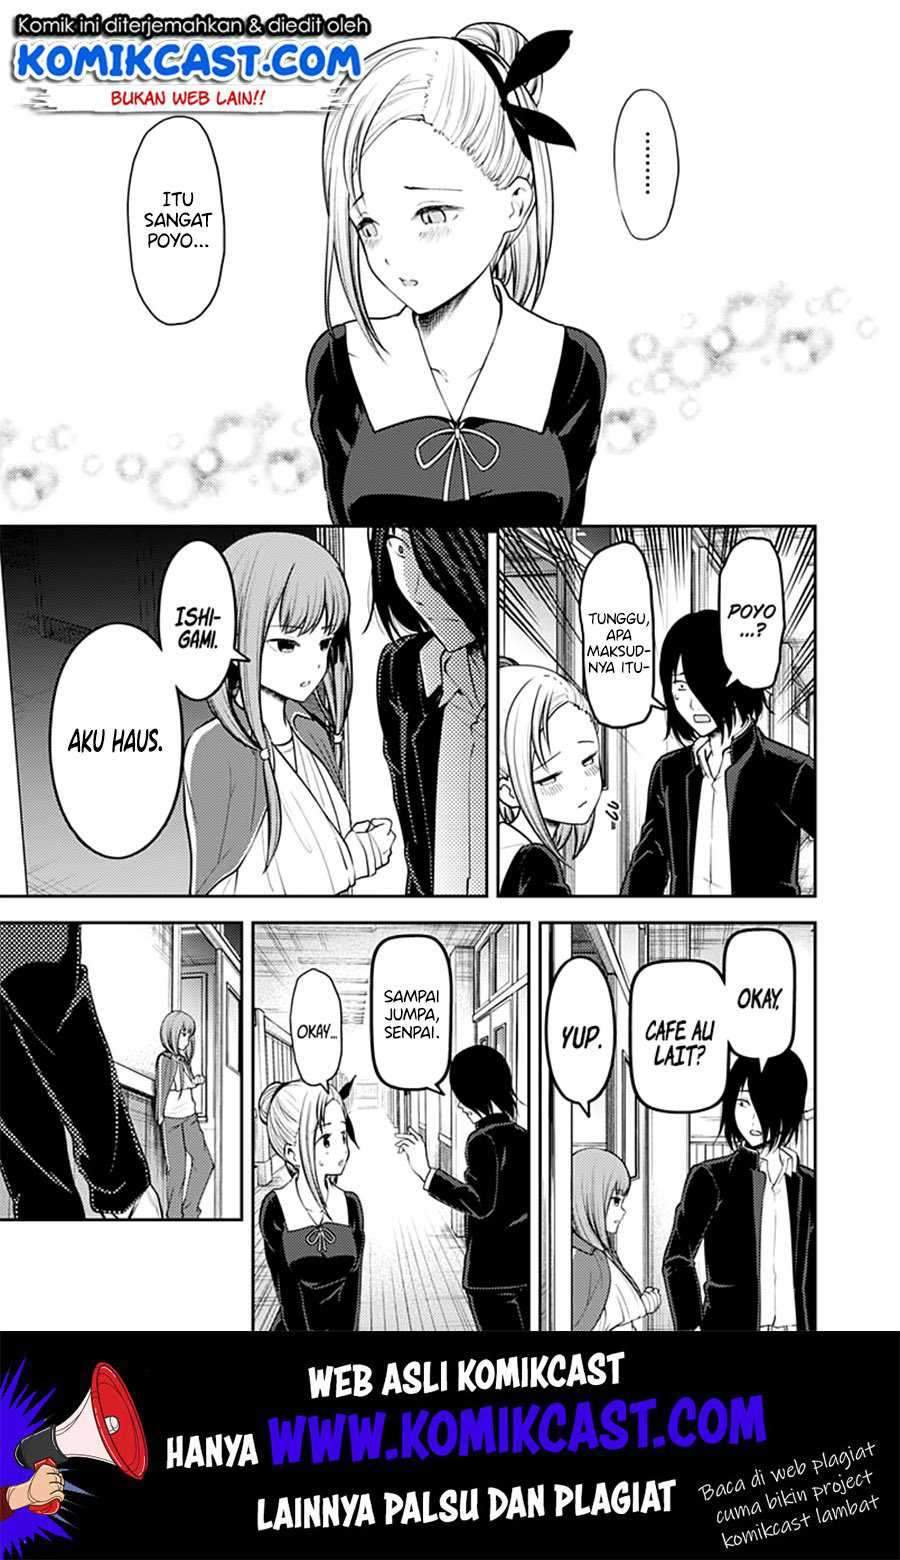 Komik ini diterjemahkan & diedit oleh
KOMIKCAST.COM
BUKAN WEB LAIN!!
.........
ITU
SANGAT
POYO...
POYO
...?
TUNGGU,
APA
MAKSUD-
NYA ITU-
ISHI-
GAMI.
AKU HAUS.
OKAY,
CAFE AU
LAIT?
YUP.
SAMPAI
JUMPA,
SENPAI.
OKAY...
WEB ASLI KOMIKCAST
HANYA WWW.KOMIKCAST.COM
LAINNYA PALSU DAN PLAGIAT
Baca di web plagiat
cuma bikin project
komikcast lambat